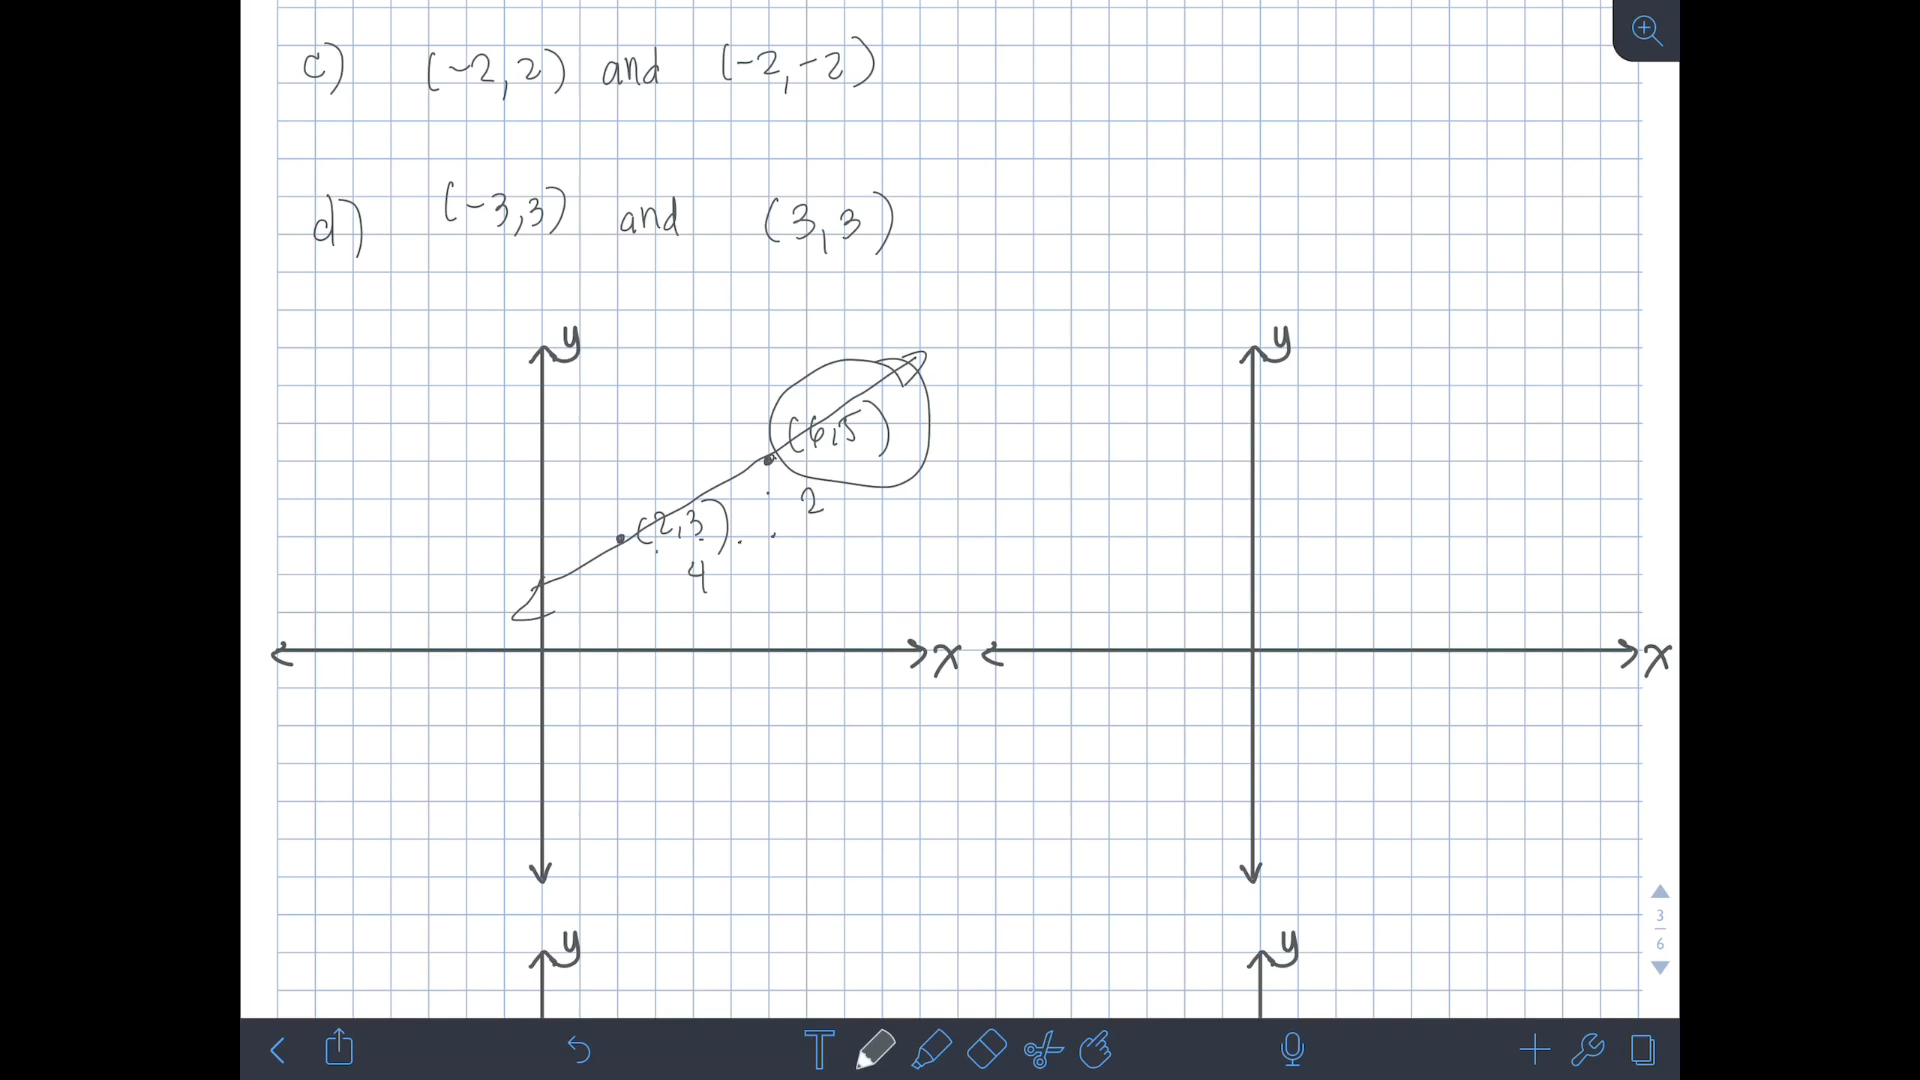 c) (-2,2) and (-2,-2)
d) (-3,3) and (3,3)
y
y
(6,5)
2
(2,3)
4
x
x
3
6
y
y
T